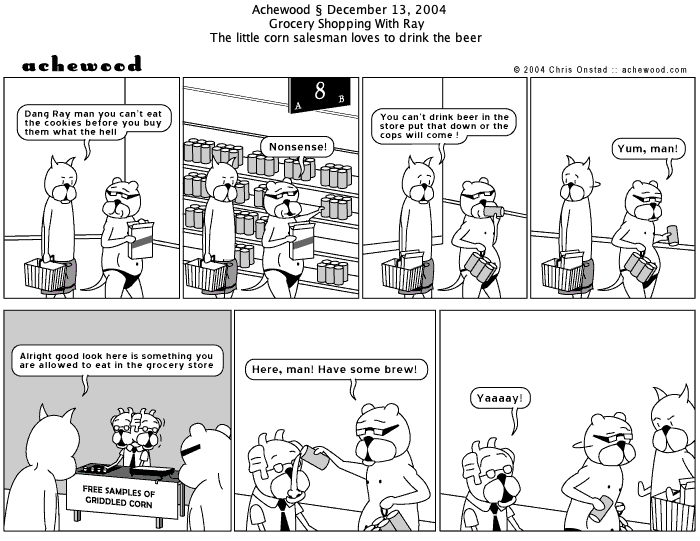 Achewood § December 13, 2004
Grocery Shopping With Ray
The little corn salesman loves to drink the beer
achewood
© 2004 Chris Onstad :: achewood.com
Dang Ray man you can't eat
the cookies before you buy
them what the hell
8
A B
Nonsense!
You can't drink beer in the
store put that down or the
cops will come !
Yum, man!
Alright good look here is something you
are allowed to eat in the grocery store
FREE SAMPLES OF
GRIDDLED CORN
Here, man! Have some brew!
Yaaaay!